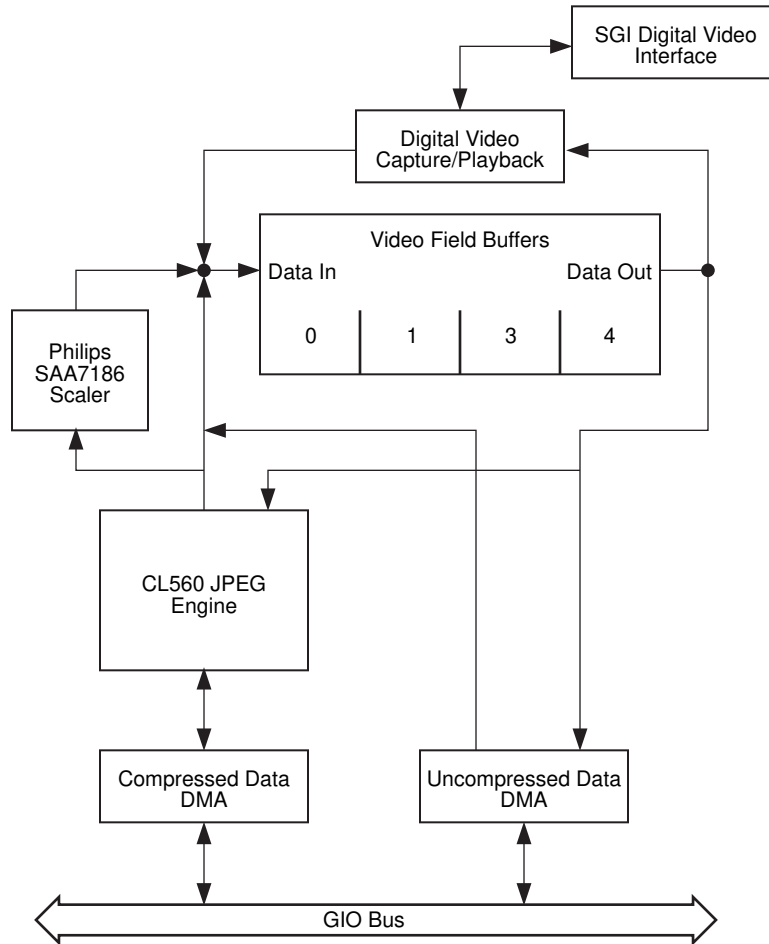 SGI Digital Video
Interface
Digital Video
Capture/Playback
Video Field Buffers
Data In
Data Out
0
1
3
4
Philips
SAA7186
Scaler
CL560 JPEG
Engine
Compressed Data
DMA
Uncompressed Data
DMA
GIO Bus